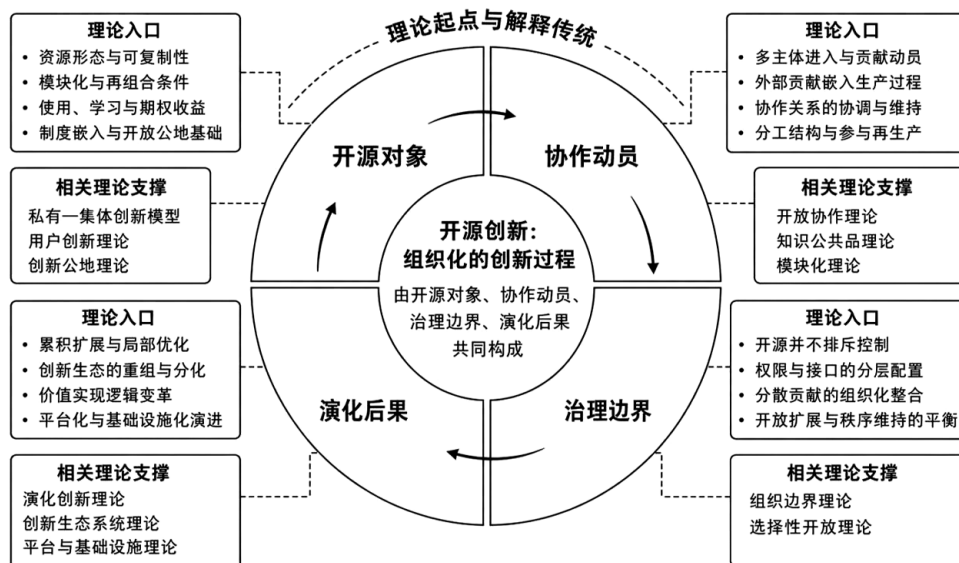 理论起点与解释传统
理论入口
• 资源形态与可复制性
• 模块化与再组合条件
• 使用、学习与期权收益
• 制度嵌入与开放公地基础
相关理论支撑
私有—集体创新模型
用户创新理论
创新公地理论
开源对象
协作动员
理论入口
• 多主体进入与贡献动员
• 外部贡献嵌入生产过程
• 协作关系的协调与维持
• 分工结构与参与再生产
相关理论支撑
开放协作理论
知识公共品理论
模块化理论
开源创新:
组织化的创新过程
由开源对象、协作动员、
治理边界、演化后果
共同构成
理论入口
• 累积扩展与局部优化
• 创新生态的重组与分化
• 价值实现逻辑变革
• 平台化与基础设施化演进
相关理论支撑
演化创新理论
创新生态系统理论
平台与基础设施理论
演化后果
治理边界
理论入口
• 开源并不排斥控制
• 权限与接口的分层配置
• 分散贡献的组织化整合
• 开放扩展与秩序维持的平衡
相关理论支撑
组织边界理论
选择性开放理论